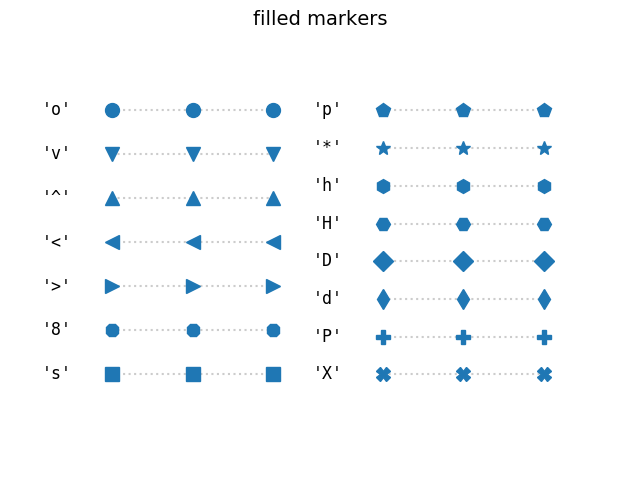 filled markers
'o'
'v'
'^'
'<'
'>'
'8'
's'
'p'
'*'
'h'
'H'
'D'
'd'
'P'
'X'